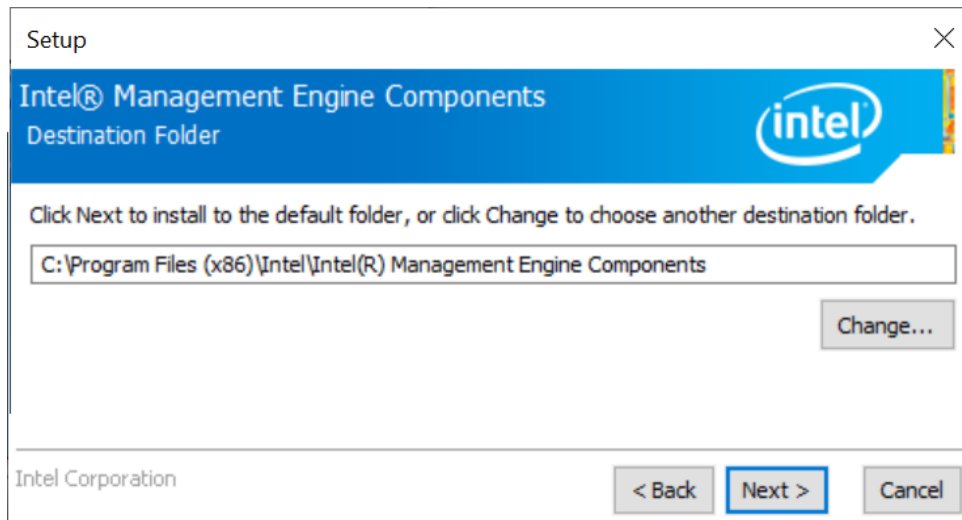 Setup
Intel® Management Engine Components
Destination Folder
intel
Click Next to install to the default folder, or click Change to choose another destination folder.
C:\Program Files (x86)\Intel\Intel(R) Management Engine Components
Change...
Intel Corporation
< Back
Next >
Cancel